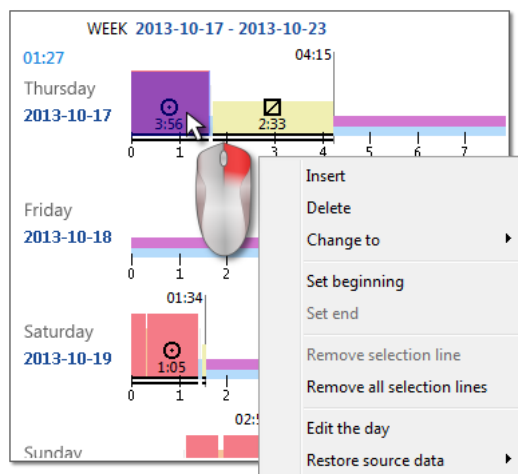 WEEK 2013-10-17 - 2013-10-23
01:27
04:15
Thursday
2013-10-17
3:56
2:33
0 1 3 4 5 6 7
Insert
Delete
Change to
Set beginning
Set end
Remove selection line
Remove all selection lines
Edit the day
Restore source data
Friday
2013-10-18
0 1 2
01:34
Saturday
2013-10-19
1:05
0 1 2
Sunday